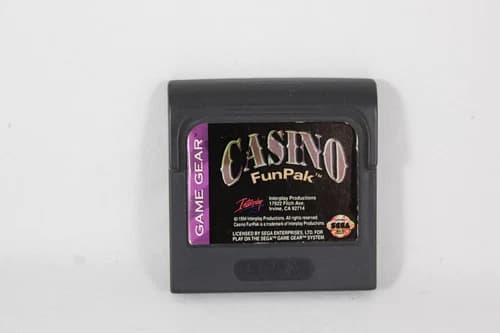 GAME GEAR™
CASINO
FunPak™
Interplay
Interplay Productions
17922 Fitch Ave
Irvine, CA 92714
© 1994 Interplay Productions. All rights reserved.
Casino FunPak is a trademark of Interplay Productions
LICENSED BY SEGA ENTERPRISES, LTD. FOR
PLAY ON THE SEGA™ GAME GEAR™ SYSTEM.
SEGA